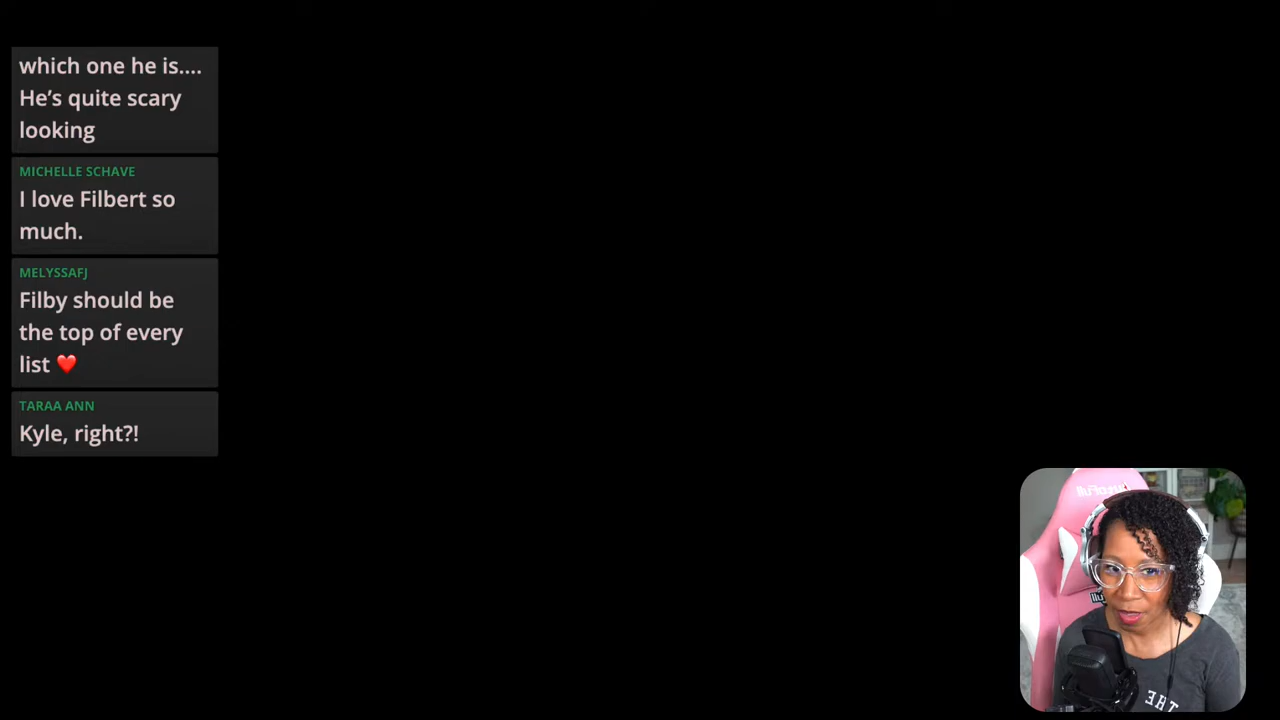 which one he is....
He's quite scary
looking
MICHELLE SCHAVE
I love Filbert so
much.
MELYSSAFJ
Filby should be
the top of every
list ❤️
TARAA ANN
Kyle, right?!
THE